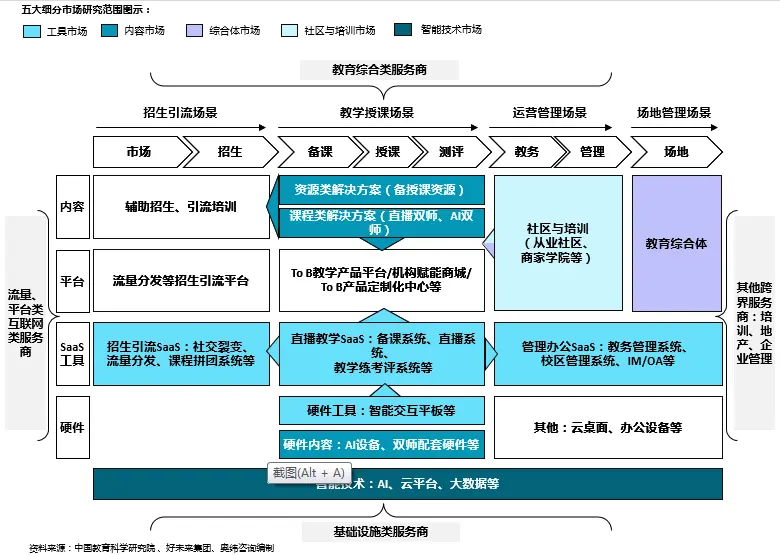 五大细分市场研究范围图示：
工具市场
内容市场
综合体市场
社区与培训市场
智能技术市场
教育综合类服务商
招生引流场景
教学授课场景
运营管理场景
场地管理场景
市场
招生
备课
授课
测评
教务
管理
场地
内容
辅助招生、引流培训
资源类解决方案（备授课资源）
课程类解决方案（直播双师、AI双
师）
社区与培训
（从业社区、
商家学院等）
教育综合体
平台
流量分发等招生引流平台
To B教学产品平台/机构赋能商城/
To B产品定制化中心等
流量、
平台类
互联网
类服务
商
其他跨
界服务
商：培
训、地
产、企
业管理
SaaS
工具
招生引流SaaS：社交裂变、
流量分发、课程拼团系统等
直播教学SaaS：备课系统、直播系
统、
教学练考评系统等
管理办公SaaS：教务管理系统、
校区管理系统、IM/OA等
硬件
硬件工具：智能交互平板等
硬件内容：AI设备、双师配套硬件等
其他：云桌面、办公设备等
截图(Alt + A)
智能技术：AI、云平台、大数据等
基础设施类服务商
资料来源：中国教育科学研究院、好未来集团、奥纬咨询编制